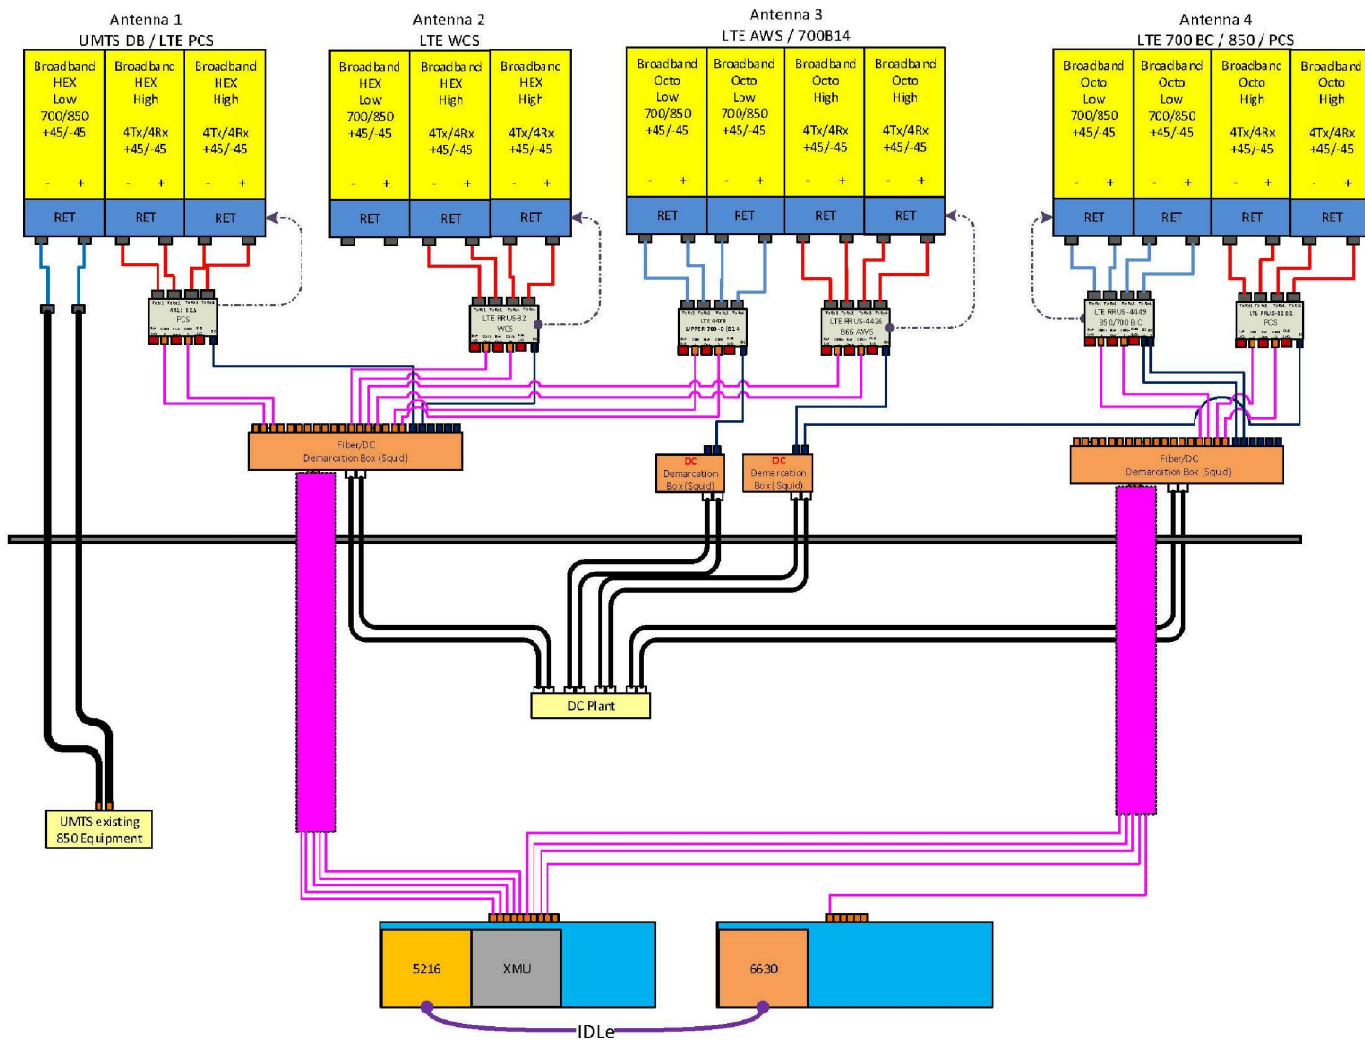 Antenna 1
UMTS DB / LTE PCS
Antenna 2
LTE WCS
Antenna 3
LTE AWS / 700B14
Antenna 4
LTE 700 BC / 850 / PCS
Broadband
HEX
Low
700/850
+45/-45
- +
RET
Broadband
HEX
High
4Tx/4Rx
+45/-45
- +
RET
Broadband
HEX
High
4Tx/4Rx
+45/-45
- +
RET
Broadband
HEX
Low
700/850
+45/-45
- +
RET
Broadband
HEX
High
4Tx/4Rx
+45/-45
- +
RET
Broadband
HEX
High
4Tx/4Rx
+45/-45
- +
RET
Broadband
Octo
Low
700/850
+45/-45
- +
RET
Broadband
Octo
Low
700/850
+45/-45
- +
RET
Broadband
Octo
High
4Tx/4Rx
+45/-45
- +
RET
Broadband
Octo
High
4Tx/4Rx
+45/-45
- +
RET
Broadband
Octo
Low
700/850
+45/-45
- +
RET
Broadband
Octo
Low
700/850
+45/-45
- +
RET
Broadband
Octo
High
4Tx/4Rx
+45/-45
- +
RET
Broadband
Octo
High
4Tx/4Rx
+45/-45
- +
RET
PCS
LTE RRUS-32
WCS
LTE
UPPER 700-D
LTE RRUS-4426
B66 AWS
LTE RRUS-4449
850/700 B C
LTE
PCS
Fiber/DC
Demarcation Box (Squid)
DC
Demarcation
Box (Squid)
DC
Demarcation
Box (Squid)
Fiber/DC
Demarcation Box (Squid)
DC Plant
UMTS existing
850 Equipment
5216
XMU
6630
IDLe